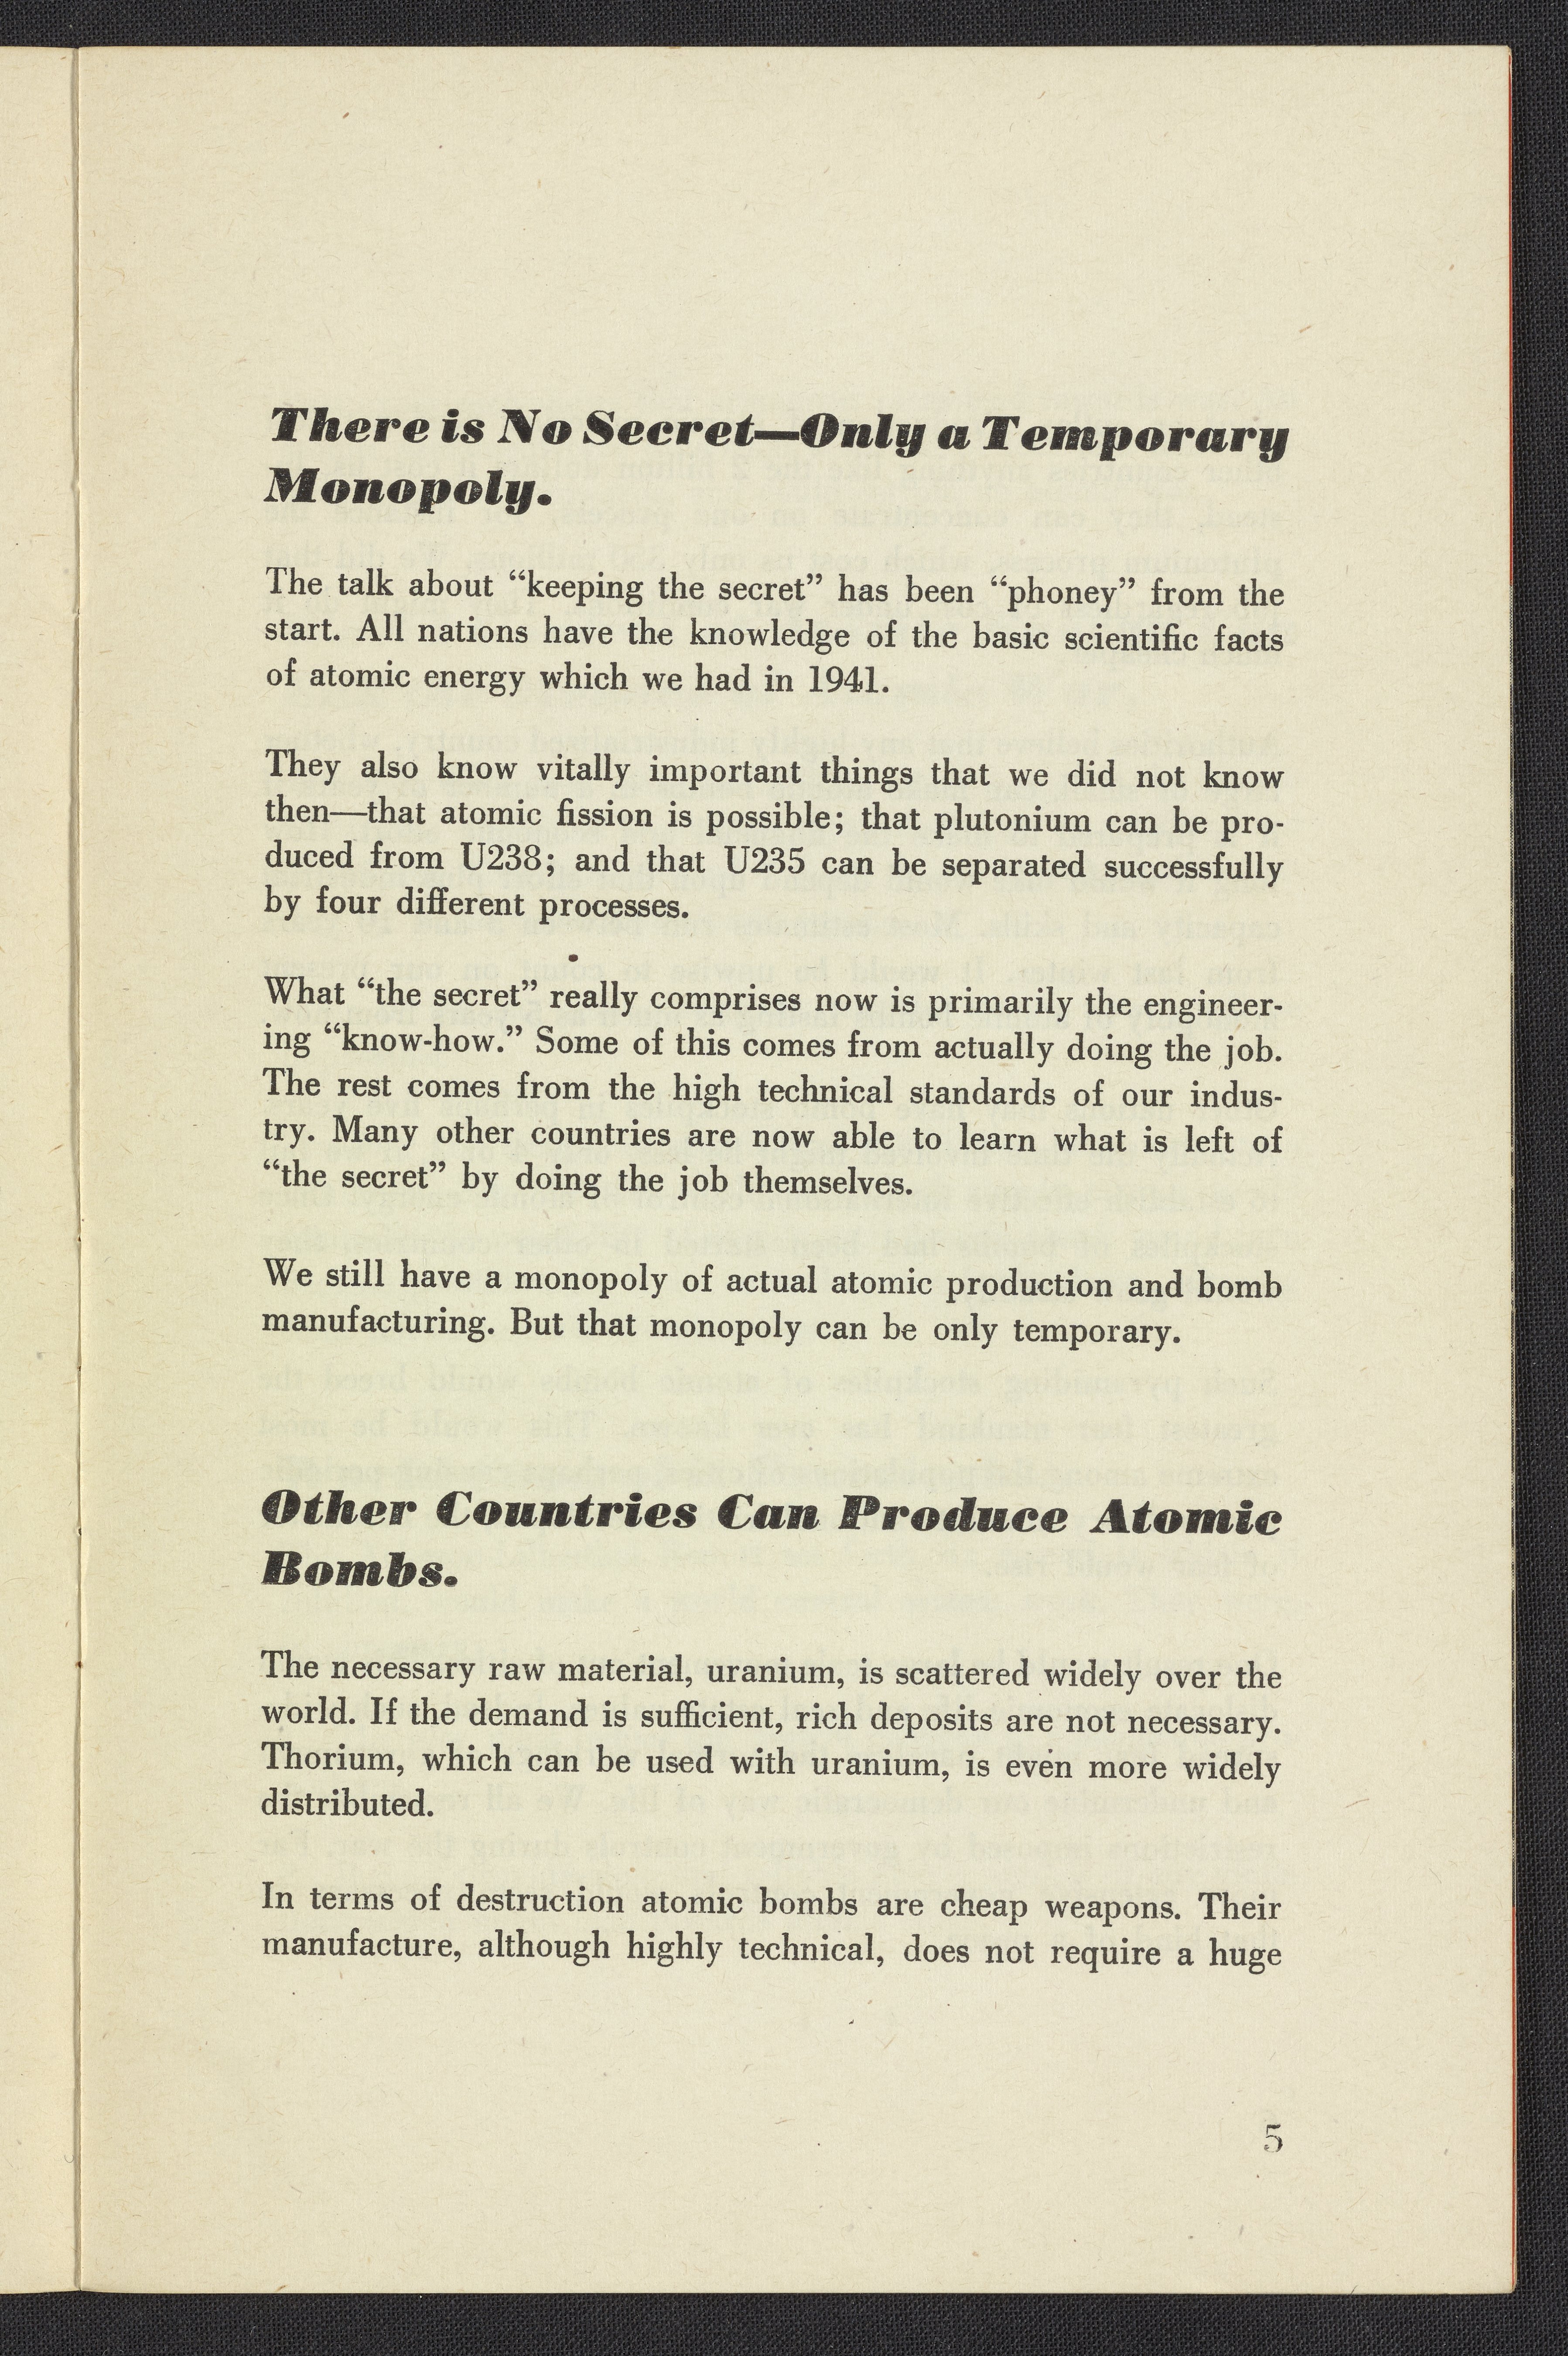 There is No Secret—Only a Temporary
Monopoly.
The talk about “keeping the secret” has been “phoney” from the
start. All nations have the knowledge of the basic scientific facts
of atomic energy which we had in 1941.
They also know vitally important things that we did not know
then—that atomic fission is possible; that plutonium can be pro-
duced from U238; and that U235 can be separated successfully
by four different processes.
What “the secret” really comprises now is primarily the engineer-
ing “know-how.” Some of this comes from actually doing the job.
The rest comes from the high technical standards of our indus-
try. Many other countries are now able to learn what is left of
“the secret” by doing the job themselves.
We still have a monopoly of actual atomic production and bomb
manufacturing. But that monopoly can be only temporary.
Other Countries Can Produce Atomic
Bombs.
The necessary raw material, uranium, is scattered widely over the
world. If the demand is sufficient, rich deposits are not necessary.
Thorium, which can be used with uranium, is even more widely
distributed.
In terms of destruction atomic bombs are cheap weapons. Their
manufacture, although highly technical, does not require a huge
5